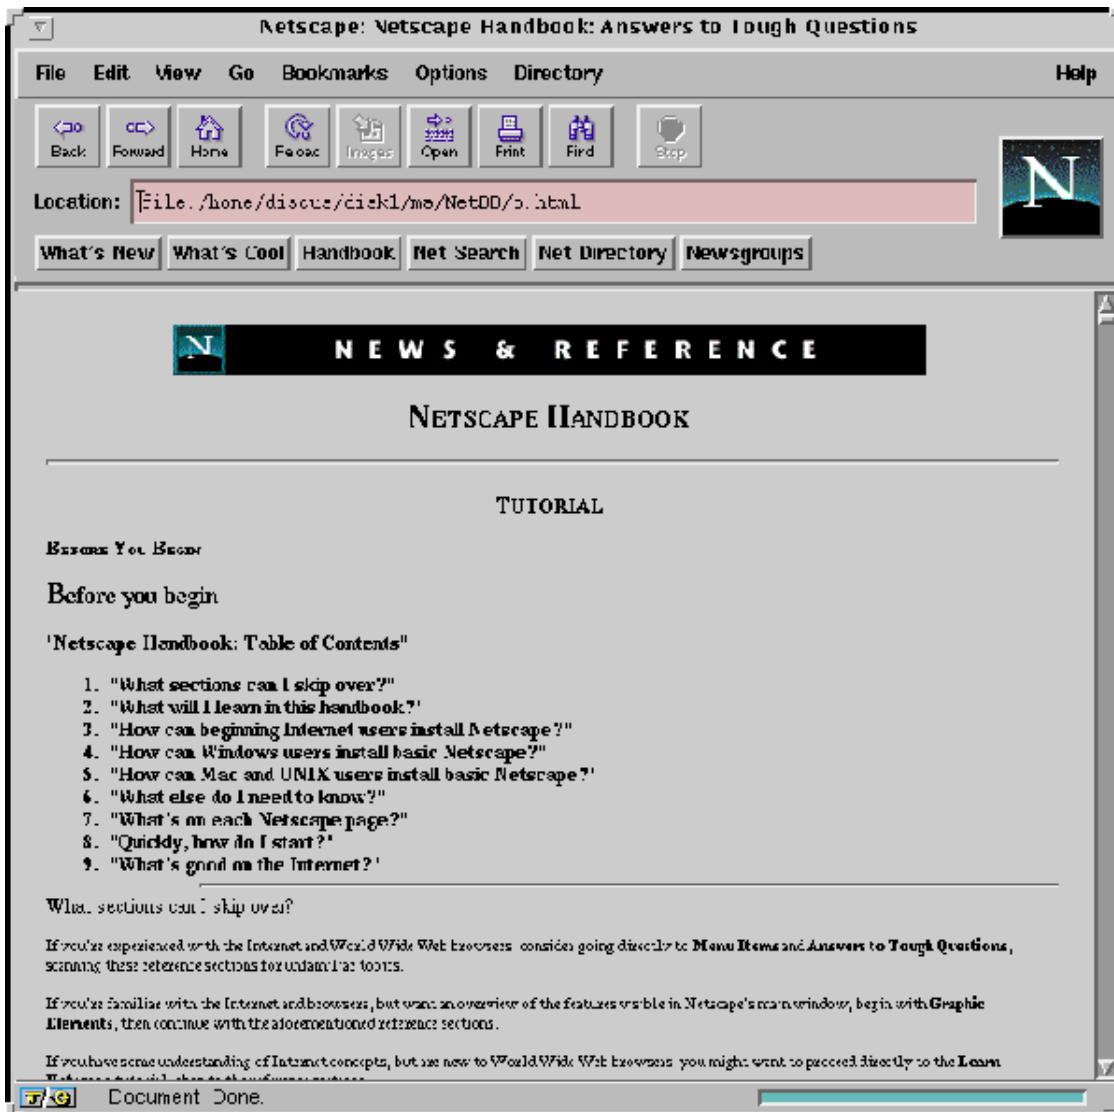 Netscape: Netscape Handbook: Answers to Tough Questions
File Edit View Go Bookmarks Options Directory Help
Back Forward Home Reload Images Open Print Find Stop
N
Location: file:/home/discus/disk1/me/NetDD/b.html
What's New What's Cool Handbook Net Search Net Directory Newsgroups
N NEWS & REFERENCE
NETSCAPE HANDBOOK
TUTORIAL
BEFORE YOU BEGIN
Before you begin
"Netscape Handbook: Table of Contents"
1. "What sections can I skip over?"
2. "What will I learn in this handbook?"
3. "How can beginning Internet users install Netscape?"
4. "How can Windows users install basic Netscape?"
5. "How can Mac and UNIX users install basic Netscape?"
6. "What else do I need to know?"
7. "What's on each Netscape page?"
8. "Quickly, how do I start?"
9. "What's good on the Internet?"
What sections can I skip over?
If you're experienced with the Internet and World Wide Web browsers, consider going directly to Menu Items and Answers to Tough Questions,
scanning these reference sections for unfamiliar topics.
If you're familiar with the Internet and browsers, but want an overview of the features visible in Netscape's main window, begin with Graphic
Elements, then continue with the aforementioned reference sections.
If you have some understanding of Internet concepts, but are new to World Wide Web browsers, you might want to proceed directly to the Learn
Document: Done.